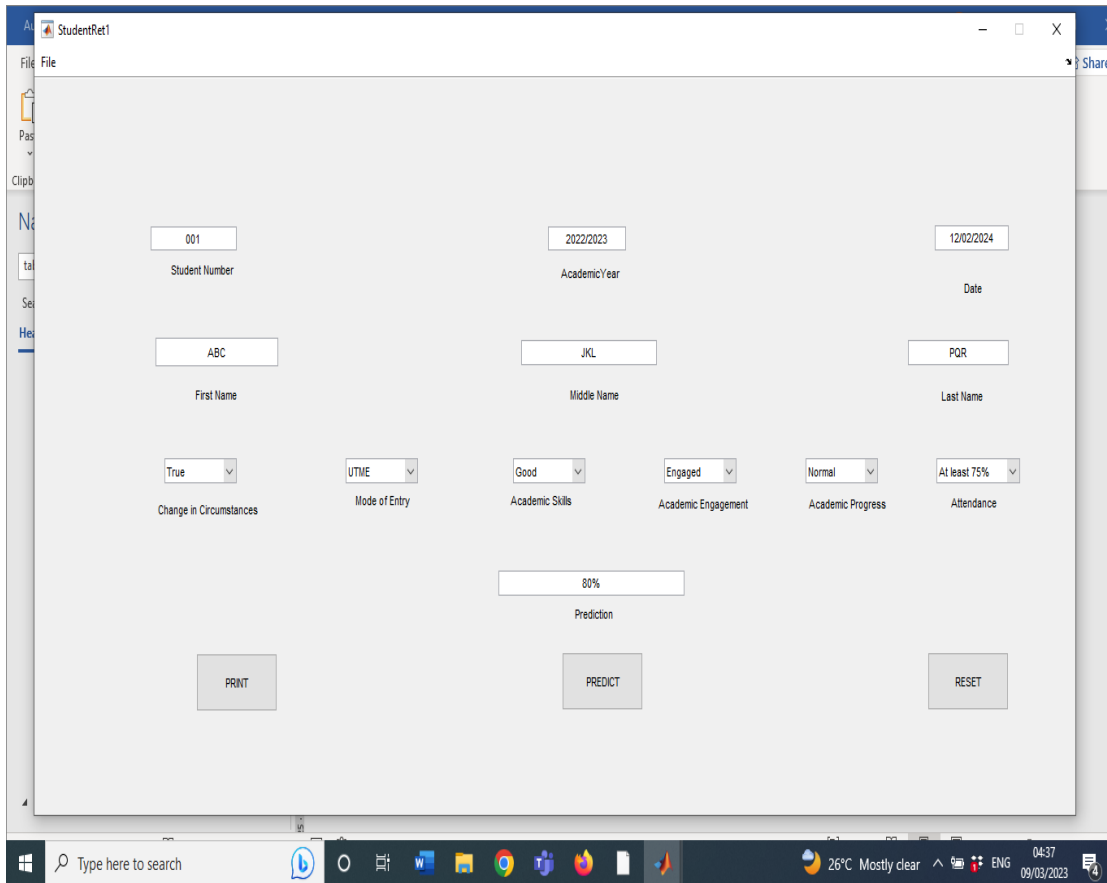 StudentRet1
File
Share
Clipb
001
2022/2023
12/02/2024
Student Number
AcademicYear
Date
ABC
JKL
PQR
First Name
Middle Name
Last Name
True
UTME
Good
Engaged
Normal
At least 75%
Change in Circumstances
Mode of Entry
Academic Skills
Academic Engagement
Academic Progress
Attendance
80%
Prediction
PRINT
PREDICT
RESET
Type here to search
26°C Mostly clear
ENG
04:37
09/03/2023
4